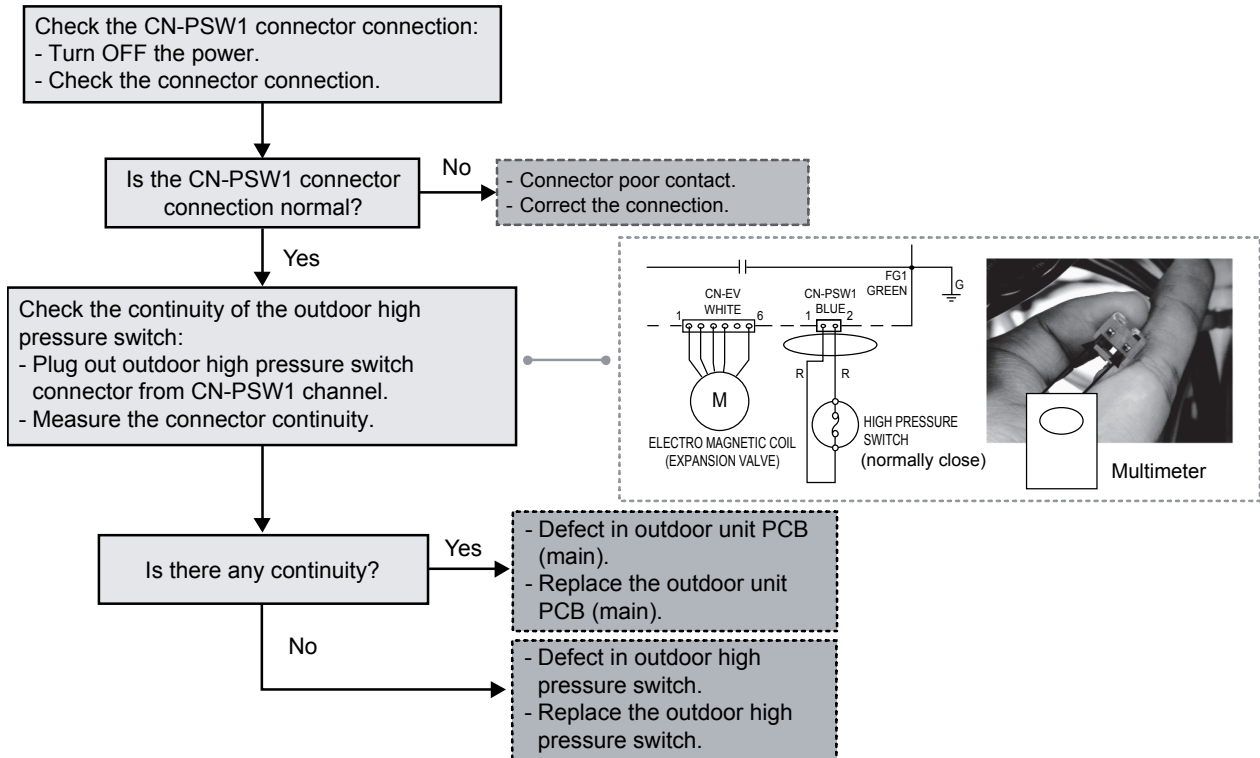 Check the CN-PSW1 connector connection:
- Turn OFF the power.
- Check the connector connection.
Is the CN-PSW1 connector
connection normal?
No
- Connector poor contact.
- Correct the connection.
Yes
Check the continuity of the outdoor high
pressure switch:
- Plug out outdoor high pressure switch
connector from CN-PSW1 channel.
- Measure the connector continuity.
FG1
GREEN
G
CN-EV
WHITE
1
6
CN-PSW1
BLUE
1
2
R
R
M
ELECTRO MAGNETIC COIL
(EXPANSION VALVE)
HIGH PRESSURE
SWITCH
(normally close)
Multimeter
Is there any continuity?
Yes
- Defect in outdoor unit PCB
(main).
- Replace the outdoor unit
PCB (main).
No
- Defect in outdoor high
pressure switch.
- Replace the outdoor high
pressure switch.